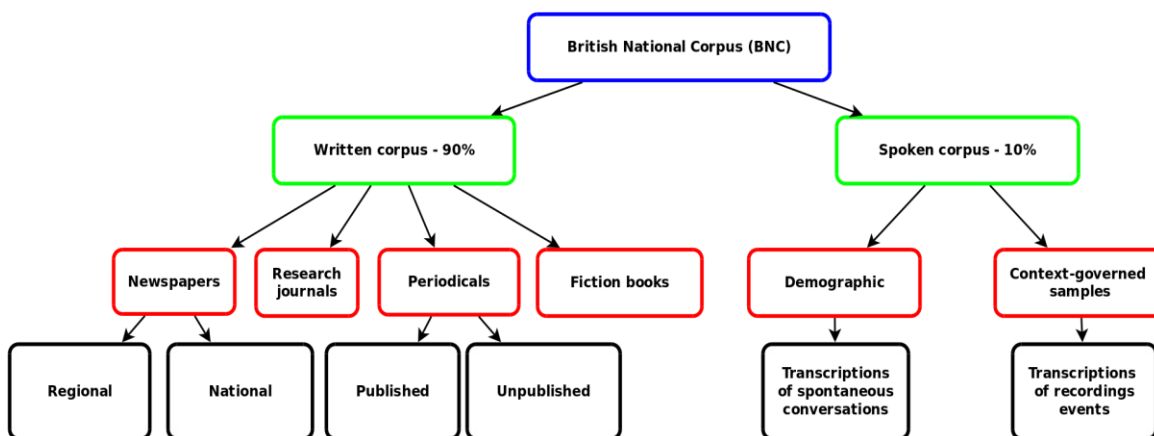 British National Corpus (BNC)
Written corpus - 90%
Spoken corpus - 10%
Newspapers
Research
journals
Periodicals
Fiction books
Demographic
Context-governed
samples
Regional
National
Published
Unpublished
Transcriptions
of spontaneous
conversations
Transcriptions
of recordings
events